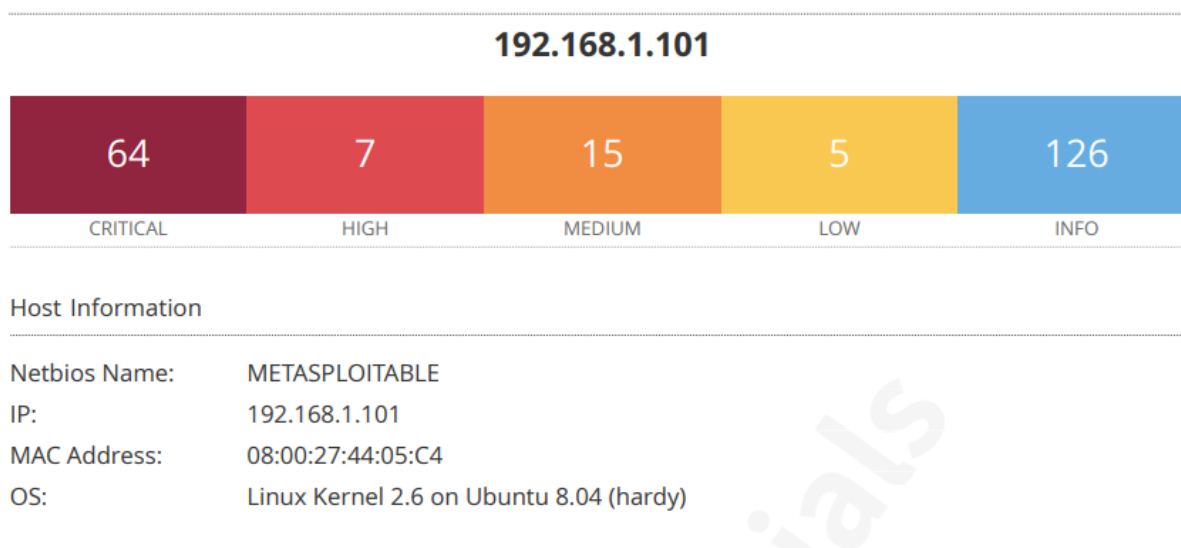 192.168.1.101
64 7 15 5 126
CRITICAL HIGH MEDIUM LOW INFO
Host Information
Netbios Name: METASPLOITABLE
IP: 192.168.1.101
MAC Address: 08:00:27:44:05:C4
OS: Linux Kernel 2.6 on Ubuntu 8.04 (hardy)
ials